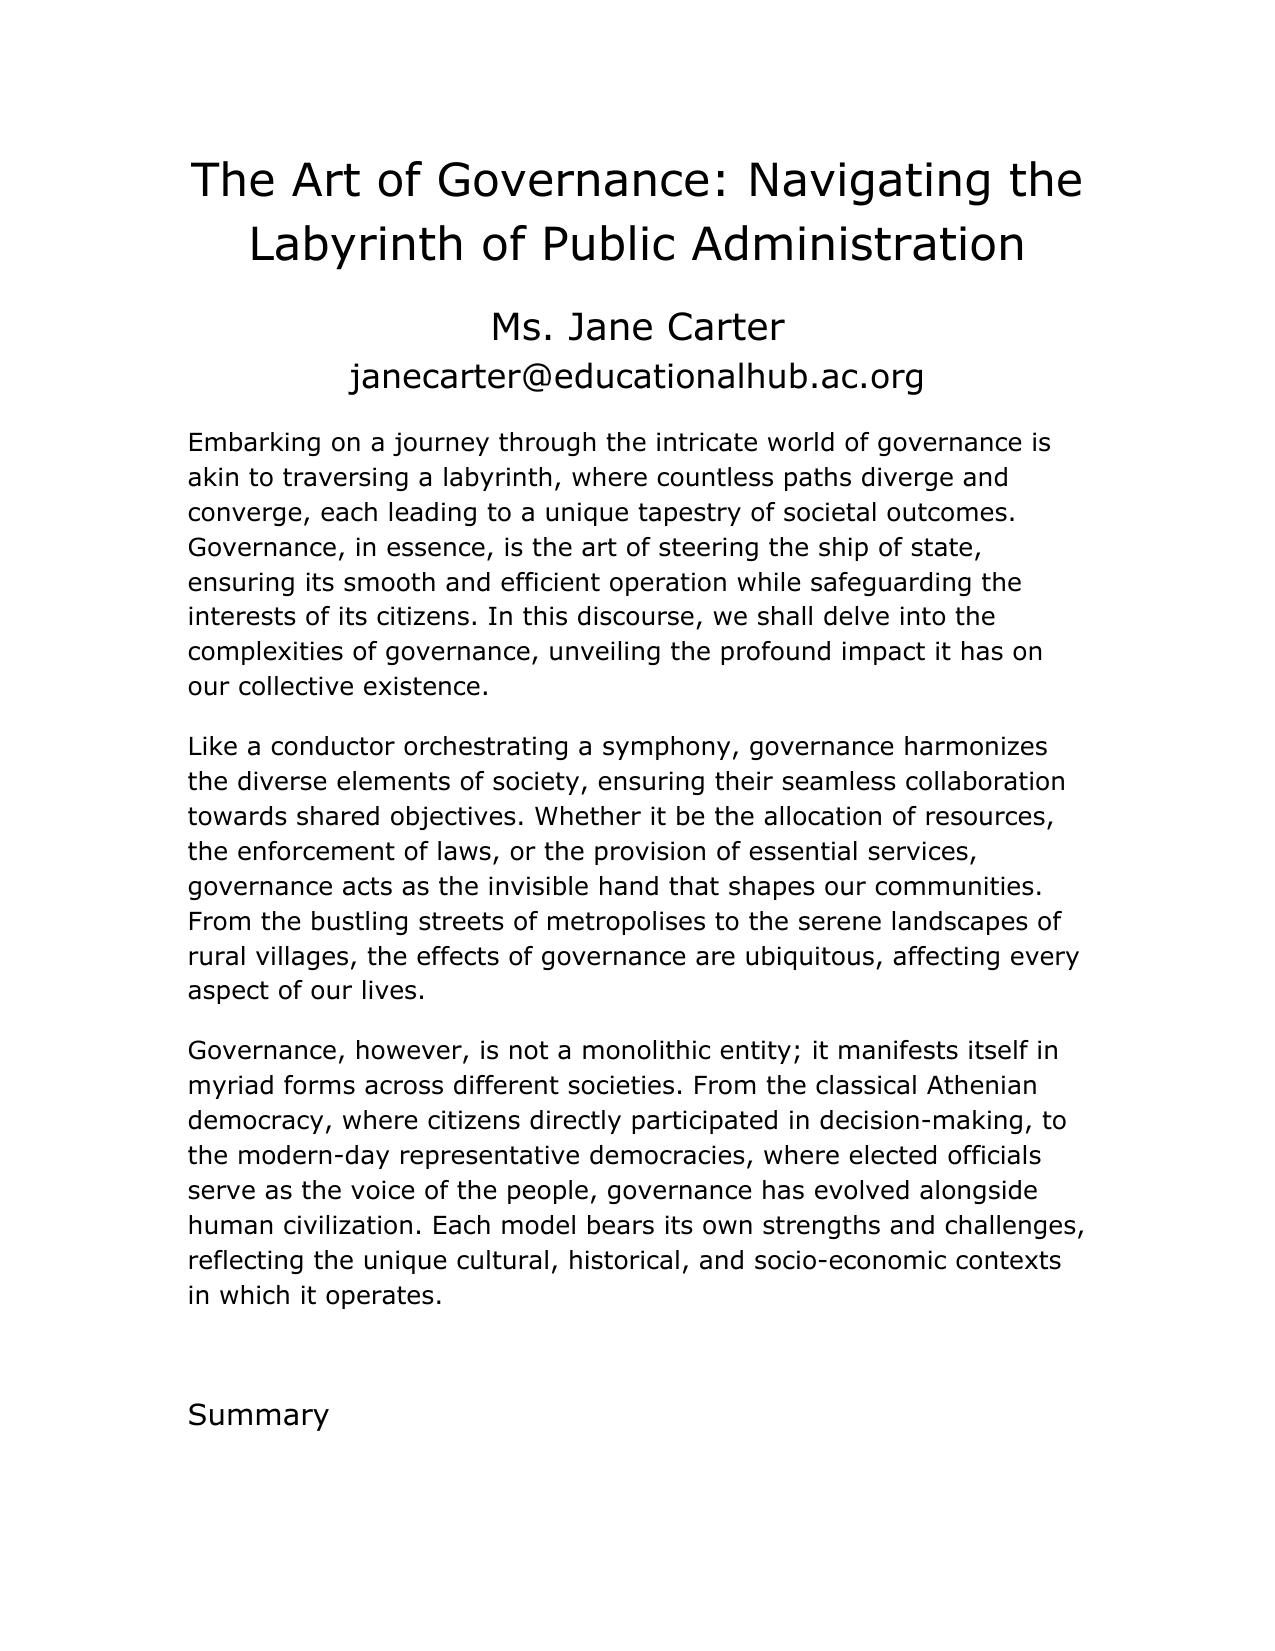 The Art of Governance: Navigating the
Labyrinth of Public Administration
Ms. Jane Carter
janecarter@educationalhub.ac.org
Embarking on a journey through the intricate world of governance is
akin to traversing a labyrinth, where countless paths diverge and
converge, each leading to a unique tapestry of societal outcomes.
Governance, in essence, is the art of steering the ship of state,
ensuring its smooth and efficient operation while safeguarding the
interests of its citizens. In this discourse, we shall delve into the
complexities of governance, unveiling the profound impact it has on
our collective existence.
Like a conductor orchestrating a symphony, governance harmonizes
the diverse elements of society, ensuring their seamless collaboration
towards shared objectives. Whether it be the allocation of resources,
the enforcement of laws, or the provision of essential services,
governance acts as the invisible hand that shapes our communities.
From the bustling streets of metropolises to the serene landscapes of
rural villages, the effects of governance are ubiquitous, affecting every
aspect of our lives.
Governance, however, is not a monolithic entity; it manifests itself in
myriad forms across different societies. From the classical Athenian
democracy, where citizens directly participated in decision-making, to
the modern-day representative democracies, where elected officials
serve as the voice of the people, governance has evolved alongside
human civilization. Each model bears its own strengths and challenges,
reflecting the unique cultural, historical, and socio-economic contexts
in which it operates.
Summary